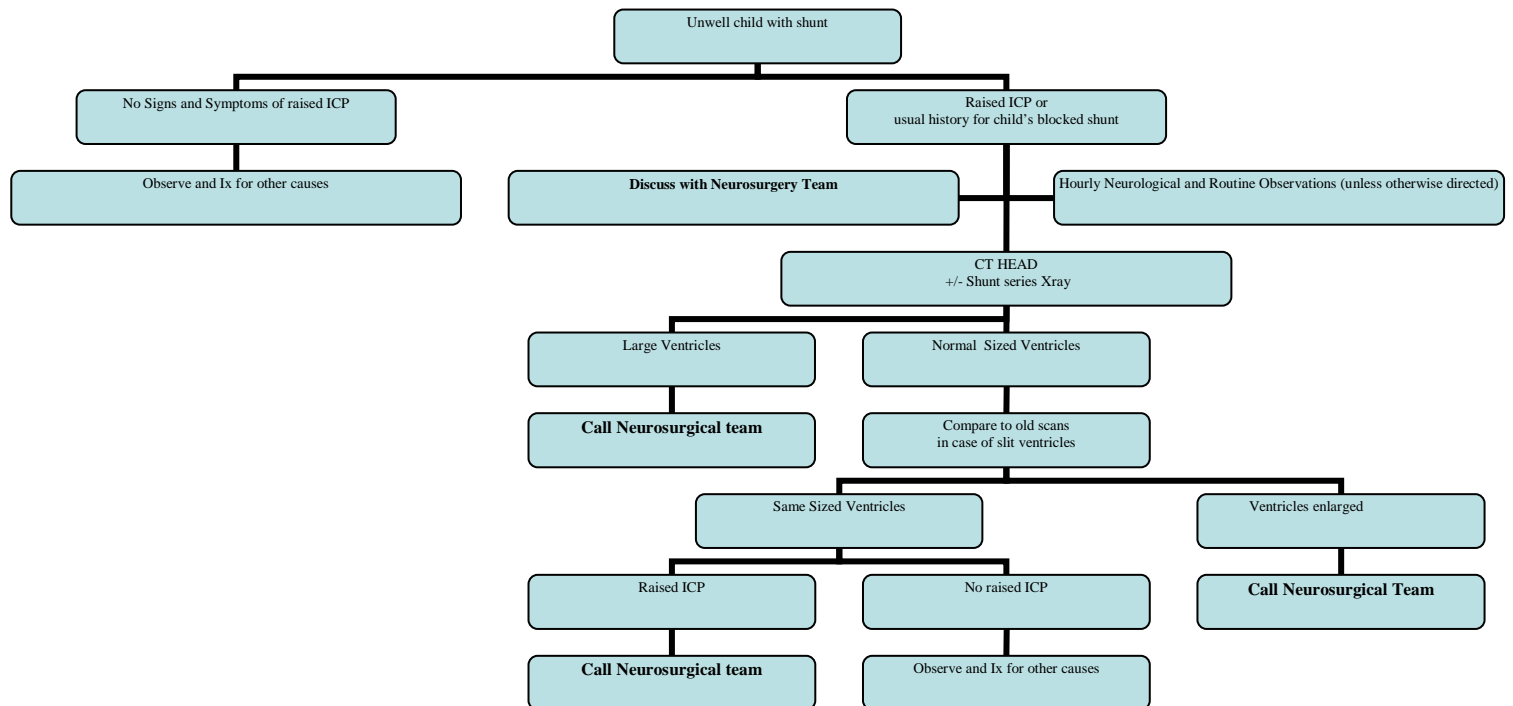 Unwell child with shunt
No Signs and Symptoms of raised ICP
Raised ICP or
usual history for child’s blocked shunt
Observe and Ix for other causes
Discuss with Neurosurgery Team
Hourly Neurological and Routine Observations (unless otherwise directed)
CT HEAD
+/- Shunt series Xray
Large Ventricles
Normal Sized Ventricles
Call Neurosurgical team
Compare to old scans
in case of slit ventricles
Same Sized Ventricles
Ventricles enlarged
Raised ICP
No raised ICP
Call Neurosurgical Team
Call Neurosurgical team
Observe and Ix for other causes